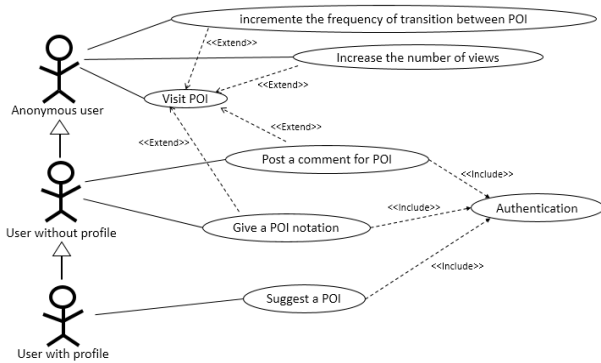 incremente the frequency of transition between POI
<<Extend>>
Increase the number of views
<<Extend>>
Visit POI
Anonymous user
<<Extend>>
<<Extend>>
Post a comment for POI
<<Include>>
User without profile
Give a POI notation
<<Include>>
Authentication
<<Include>>
Suggest a POI
User with profile